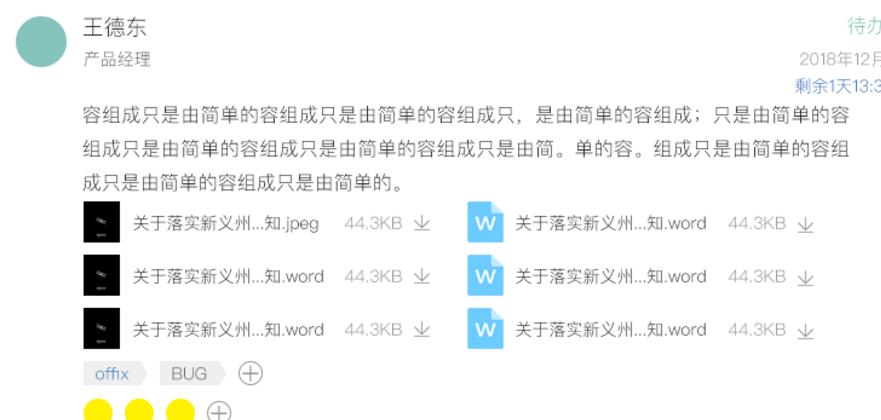 王德东
待办
产品经理
2018年12月
剩余1天13:3
容组成只是由简单的容组成只是由简单的容组成只，是由简单的容组成；只是由简单的容
组成只是由简单的容组成只是由简单的容组成只是由简。单的容。组成只是由简单的容组
成只是由简单的容组成只是由简单的。
关于落实新义州...知.jpeg 44.3KB W 关于落实新义州...知.word 44.3KB
关于落实新义州...知.word 44.3KB W 关于落实新义州...知.word 44.3KB
关于落实新义州...知.word 44.3KB W 关于落实新义州...知.word 44.3KB
offix BUG